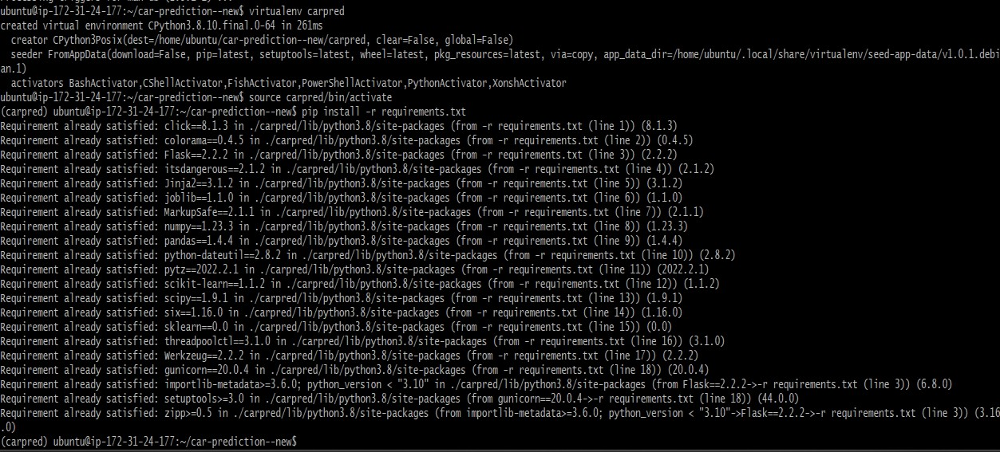 ubuntu@ip-172-31-24-177:~/car-prediction--new$ virtualenv carpred
created virtual environment CPython3.8.10.final.0-64 in 261ms
  creator CPython3Posix(dest=/home/ubuntu/car-prediction--new/carpred, clear=False, global=False)
  seeder FromAppData(download=False, pip=latest, setuptools=latest, wheel=latest, pkg_resources=latest, via=copy, app_data_dir=/home/ubuntu/.local/share/virtualenv/seed-app-data/v1.0.1.debi
an.1)
  activators BashActivator,CShellActivator,FishActivator,PowerShellActivator,PythonActivator,XonshActivator
ubuntu@ip-172-31-24-177:~/car-prediction--new$ source carpred/bin/activate
(carpred) ubuntu@ip-172-31-24-177:~/car-prediction--new$ pip install -r requirements.txt
Requirement already satisfied: click==8.1.3 in ./carpred/lib/python3.8/site-packages (from -r requirements.txt (line 1)) (8.1.3)
Requirement already satisfied: colorama==0.4.5 in ./carpred/lib/python3.8/site-packages (from -r requirements.txt (line 2)) (0.4.5)
Requirement already satisfied: Flask==2.2.2 in ./carpred/lib/python3.8/site-packages (from -r requirements.txt (line 3)) (2.2.2)
Requirement already satisfied: itsdangerous==2.1.2 in ./carpred/lib/python3.8/site-packages (from -r requirements.txt (line 4)) (2.1.2)
Requirement already satisfied: Jinja2==3.1.2 in ./carpred/lib/python3.8/site-packages (from -r requirements.txt (line 5)) (3.1.2)
Requirement already satisfied: joblib==1.1.0 in ./carpred/lib/python3.8/site-packages (from -r requirements.txt (line 6)) (1.1.0)
Requirement already satisfied: MarkupSafe==2.1.1 in ./carpred/lib/python3.8/site-packages (from -r requirements.txt (line 7)) (2.1.1)
Requirement already satisfied: numpy==1.23.3 in ./carpred/lib/python3.8/site-packages (from -r requirements.txt (line 8)) (1.23.3)
Requirement already satisfied: pandas==1.4.4 in ./carpred/lib/python3.8/site-packages (from -r requirements.txt (line 9)) (1.4.4)
Requirement already satisfied: python-dateutil==2.8.2 in ./carpred/lib/python3.8/site-packages (from -r requirements.txt (line 10)) (2.8.2)
Requirement already satisfied: pytz==2022.2.1 in ./carpred/lib/python3.8/site-packages (from -r requirements.txt (line 11)) (2022.2.1)
Requirement already satisfied: scikit-learn==1.1.2 in ./carpred/lib/python3.8/site-packages (from -r requirements.txt (line 12)) (1.1.2)
Requirement already satisfied: scipy==1.9.1 in ./carpred/lib/python3.8/site-packages (from -r requirements.txt (line 13)) (1.9.1)
Requirement already satisfied: six==1.16.0 in ./carpred/lib/python3.8/site-packages (from -r requirements.txt (line 14)) (1.16.0)
Requirement already satisfied: sklearn==0.0 in ./carpred/lib/python3.8/site-packages (from -r requirements.txt (line 15)) (0.0)
Requirement already satisfied: threadpoolctl==3.1.0 in ./carpred/lib/python3.8/site-packages (from -r requirements.txt (line 16)) (3.1.0)
Requirement already satisfied: Werkzeug==2.2.2 in ./carpred/lib/python3.8/site-packages (from -r requirements.txt (line 17)) (2.2.2)
Requirement already satisfied: gunicorn==20.0.4 in ./carpred/lib/python3.8/site-packages (from -r requirements.txt (line 18)) (20.0.4)
Requirement already satisfied: importlib-metadata>=3.6.0; python_version < "3.10" in ./carpred/lib/python3.8/site-packages (from Flask==2.2.2->-r requirements.txt (line 3)) (6.8.0)
Requirement already satisfied: setuptools>=3.0 in ./carpred/lib/python3.8/site-packages (from gunicorn==20.0.4->-r requirements.txt (line 18)) (44.0.0)
Requirement already satisfied: zipp>=0.5 in ./carpred/lib/python3.8/site-packages (from importlib-metadata>=3.6.0; python_version < "3.10"->Flask==2.2.2->-r requirements.txt (line 3)) (3.16
.0)
(carpred) ubuntu@ip-172-31-24-177:~/car-prediction--new$